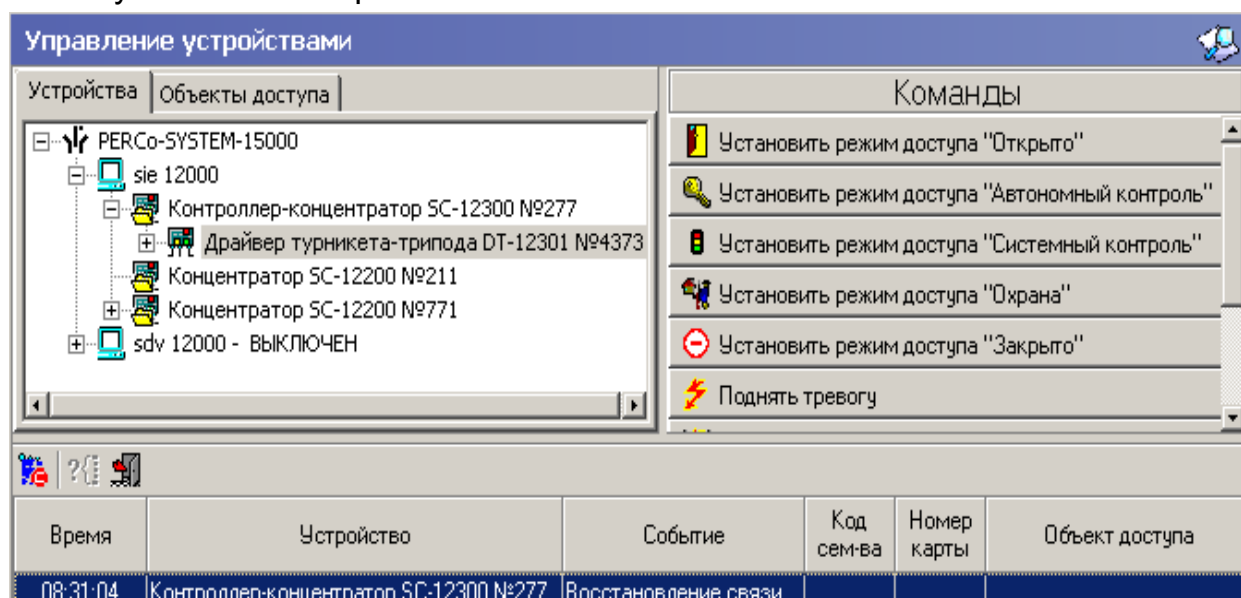 Управление устройствами
Устройства
Объекты доступа
PERCo-SYSTEM-15000
sie 12000
Контроллер-концентратор SC-12300 №277
Драйвер турникета-трипода DT-12301 №4373
Концентратор SC-12200 №211
Концентратор SC-12200 №771
sdv 12000 - ВЫКЛЮЧЕН
Команды
Установить режим доступа "Открыто"
Установить режим доступа "Автономный контроль"
Установить режим доступа "Системный контроль"
Установить режим доступа "Охрана"
Установить режим доступа "Закрыто"
Поднять тревогу
Время
Устройство
Событие
Код сем-ва
Номер карты
Объект доступа
08:31:04 Контроллер-концентратор SC-12300 №277 Восстановление связи